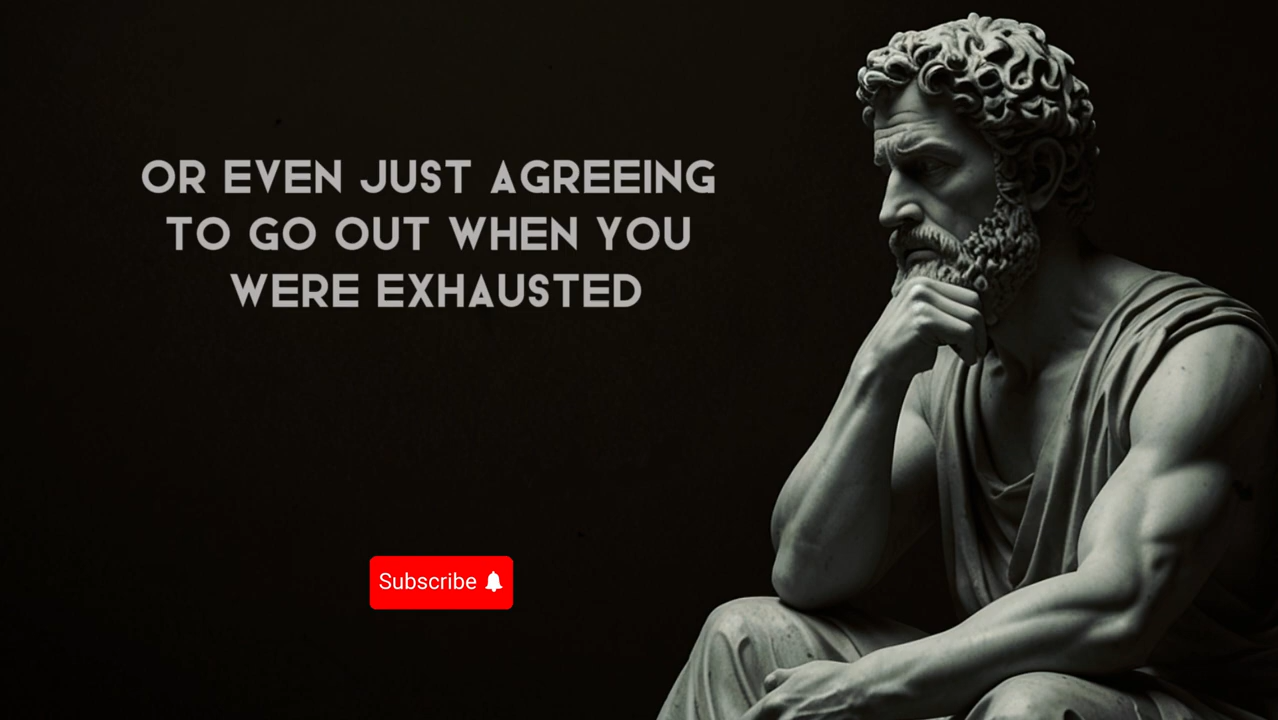 OR EVEN JUST AGREEING
TO GO OUT WHEN YOU
WERE EXHAUSTED
Subscribe